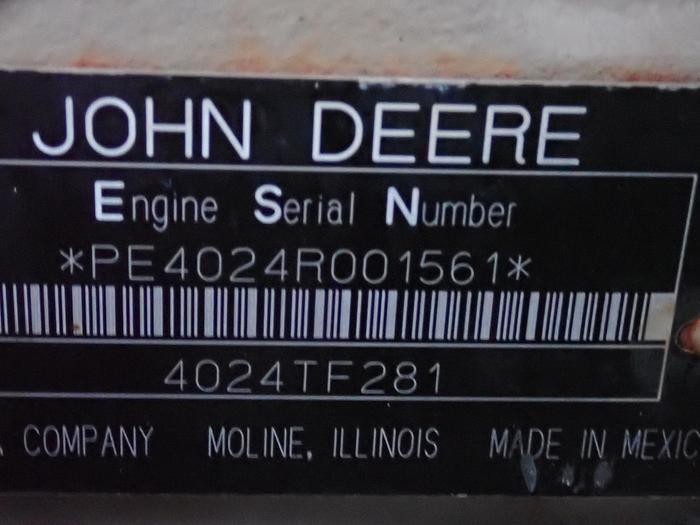 JOHN DEERE
Engine Serial Number
*PE4024R001561*
4024TF281
COMPANY MOLINE, ILLINOIS MADE IN MEXIC